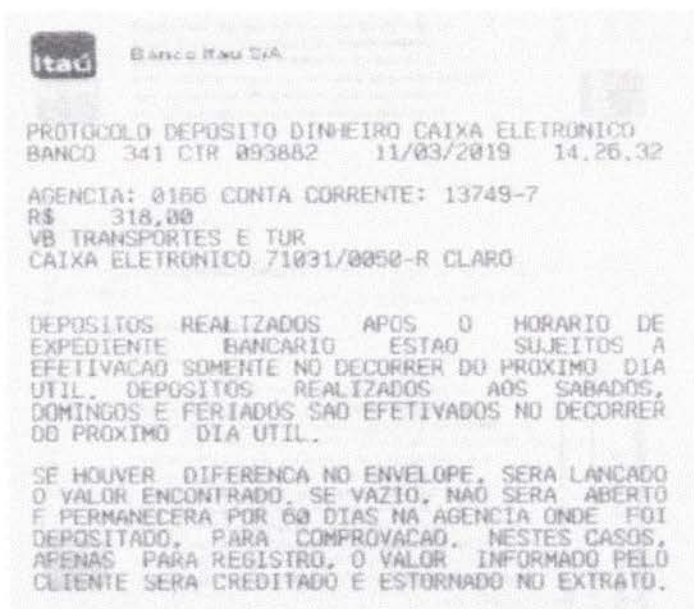 Itaú
Banco Itau S/A
PROTOCOLO DEPOSITO DINHEIRO CAIXA ELETRONICO
BANCO 341 CTR 093882 11/03/2019 14.26.32
AGENCIA: 0166 CONTA CORRENTE: 13749-7
R$ 318,00
VB TRANSPORTES E TUR
CAIXA ELETRONICO 71031/0050-R CLARO
DEPOSITOS REALIZADOS APOS O HORARIO DE
EXPEDIENTE BANCARIO ESTAO SUJEITOS A
EFETIVACAO SOMENTE NO DECORRER DO PROXIMO DIA
UTIL. DEPOSITOS REALIZADOS AOS SABADOS,
DOMINGOS E FERIADOS SAO EFETIVADOS NO DECORRER
DO PROXIMO DIA UTIL.
SE HOUVER DIFERENCA NO ENVELOPE, SERA LANCADO
O VALOR ENCONTRADO. SE VAZIO, NAO SERA ABERTO
E PERMANECERA POR 60 DIAS NA AGENCIA ONDE FOI
DEPOSITADO, PARA COMPROVACAO. NESTES CASOS,
APENAS PARA REGISTRO, O VALOR INFORMADO PELO
CLIENTE SERA CREDITADO E ESTORNADO NO EXTRATO.